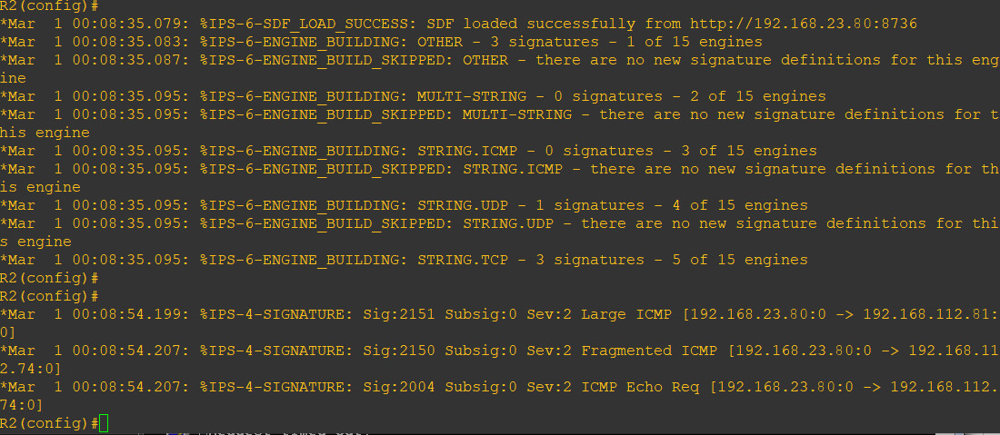 R2(config)#
*Mar  1 00:08:35.079: %IPS-6-SDF_LOAD_SUCCESS: SDF loaded successfully from http://192.168.23.80:8736
*Mar  1 00:08:35.083: %IPS-6-ENGINE_BUILDING: OTHER - 3 signatures - 1 of 15 engines
*Mar  1 00:08:35.087: %IPS-6-ENGINE_BUILD_SKIPPED: OTHER - there are no new signature definitions for this eng
ine
*Mar  1 00:08:35.095: %IPS-6-ENGINE_BUILDING: MULTI-STRING - 0 signatures - 2 of 15 engines
*Mar  1 00:08:35.095: %IPS-6-ENGINE_BUILD_SKIPPED: MULTI-STRING - there are no new signature definitions for t
his engine
*Mar  1 00:08:35.095: %IPS-6-ENGINE_BUILDING: STRING.ICMP - 0 signatures - 3 of 15 engines
*Mar  1 00:08:35.095: %IPS-6-ENGINE_BUILD_SKIPPED: STRING.ICMP - there are no new signature definitions for th
is engine
*Mar  1 00:08:35.095: %IPS-6-ENGINE_BUILDING: STRING.UDP - 1 signatures - 4 of 15 engines
*Mar  1 00:08:35.095: %IPS-6-ENGINE_BUILD_SKIPPED: STRING.UDP - there are no new signature definitions for thi
s engine
*Mar  1 00:08:35.095: %IPS-6-ENGINE_BUILDING: STRING.TCP - 3 signatures - 5 of 15 engines
R2(config)#
R2(config)#
*Mar  1 00:08:54.199: %IPS-4-SIGNATURE: Sig:2151 Subsig:0 Sev:2 Large ICMP [192.168.23.80:0 -> 192.168.112.81:
0]
*Mar  1 00:08:54.207: %IPS-4-SIGNATURE: Sig:2150 Subsig:0 Sev:2 Fragmented ICMP [192.168.23.80:0 -> 192.168.11
2.74:0]
*Mar  1 00:08:54.207: %IPS-4-SIGNATURE: Sig:2004 Subsig:0 Sev:2 ICMP Echo Req [192.168.23.80:0 -> 192.168.112.
74:0]
R2(config)#